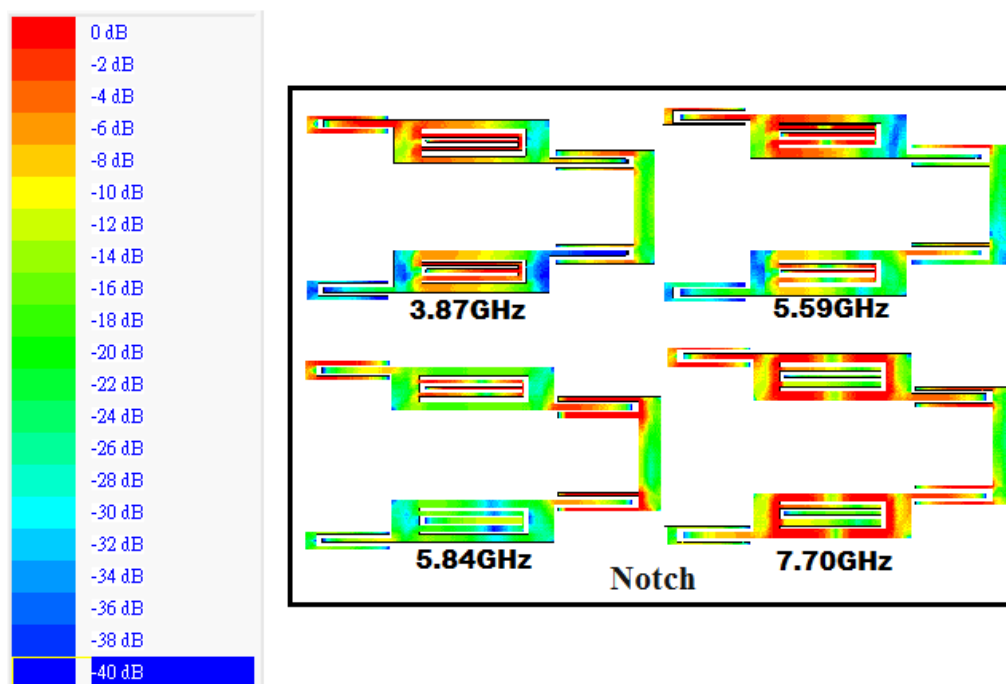 0 dB
-2 dB
-4 dB
-6 dB
-8 dB
-10 dB
-12 dB
-14 dB
-16 dB
-18 dB
-20 dB
-22 dB
-24 dB
-26 dB
-28 dB
-30 dB
-32 dB
-34 dB
-36 dB
-38 dB
-40 dB
3.87GHz
5.59GHz
5.84GHz
7.70GHz
Notch